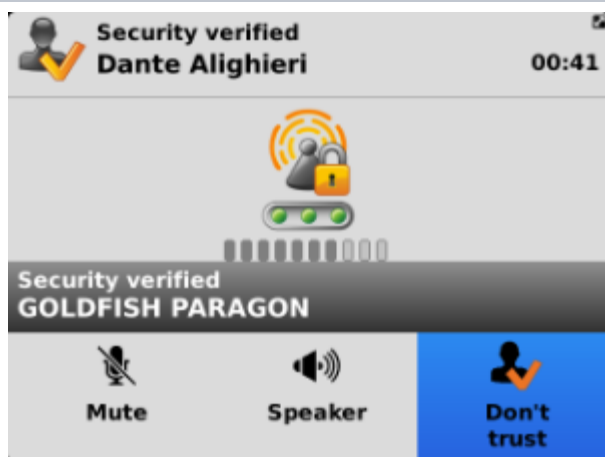 Security verified
Dante Alighieri
00:41
Security verified
GOLDFISH PARAGON
Mute
Speaker
Don't
trust